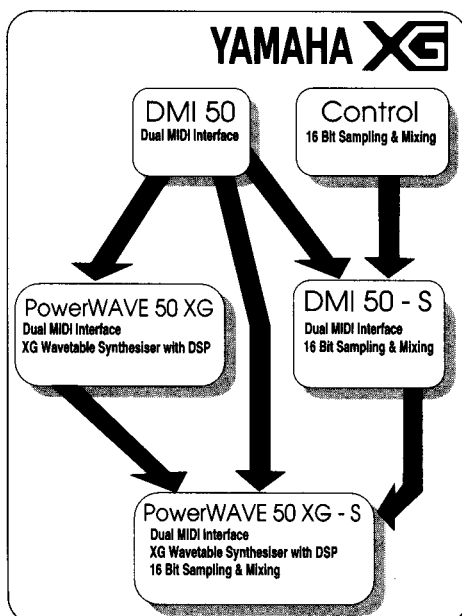 YAMAHA XG
DMI 50
Dual MIDI Interface
Control
16 Bit Sampling & Mixing
PowerWAVE 50 XG
Dual MIDI Interface
XG Wavetable Synthesiser with DSP
DMI 50 - S
Dual MIDI Interface
16 Bit Sampling & Mixing
PowerWAVE 50 XG - S
Dual MIDI Interface
XG Wavetable Synthesiser with DSP
16 Bit Sampling & Mixing